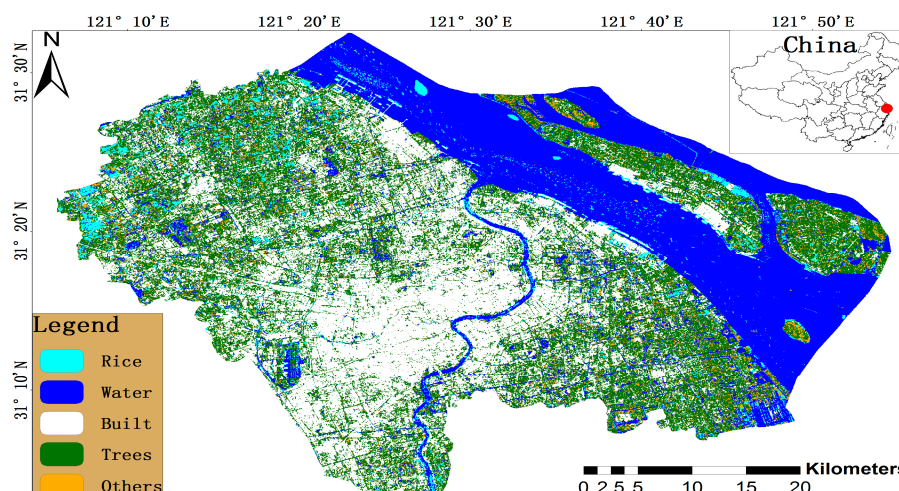 121° 10′E 121° 20′E 121° 30′E 121° 40′E 121° 50′E
N
China
31° 30′N
31° 20′N
31° 10′N
Legend
Rice
Water
Built
Trees
Others
Kilometers
0 2.5 5 10 15 20